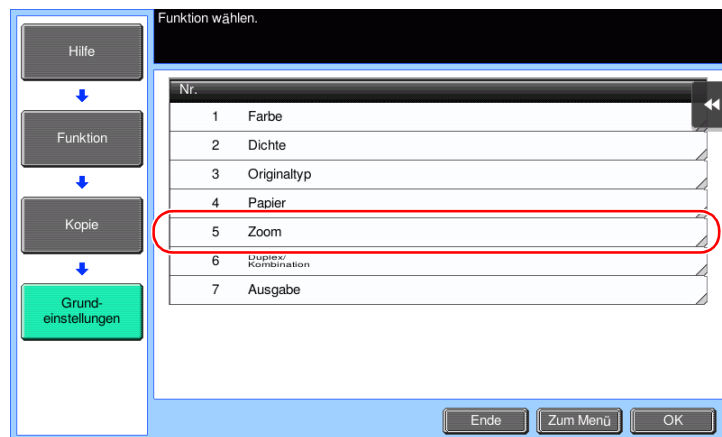 Funktion wählen.
Hilfe
Funktion
Kopie
Grund-
einstellungen
Nr.
1 Farbe
2 Dichte
3 Originaltyp
4 Papier
5 Zoom
6 Duplex/
Kombination
7 Ausgabe
Ende
Zum Menü
OK